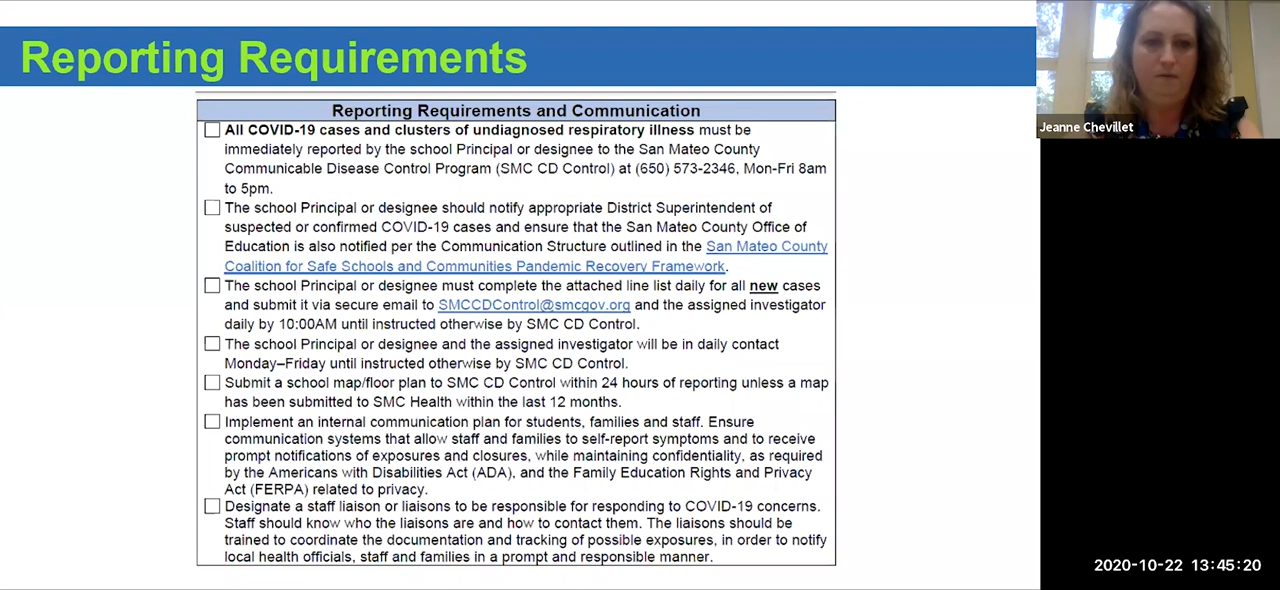 Reporting Requirements
Jeanne Chevillet
Reporting Requirements and Communication
All COVID-19 cases and clusters of undiagnosed respiratory illness must be
immediately reported by the school Principal or designee to the San Mateo County
Communicable Disease Control Program (SMC CD Control) at (650) 573-2346, Mon-Fri 8am
to 5pm.
The school Principal or designee should notify appropriate District Superintendent of
suspected or confirmed COVID-19 cases and ensure that the San Mateo County Office of
Education is also notified per the Communication Structure outlined in the San Mateo County
Coalition for Safe Schools and Communities Pandemic Recovery Framework.
The school Principal or designee must complete the attached line list daily for all new cases
and submit it via secure email to SMCCDControl@smcgov.org and the assigned investigator
daily by 10:00AM until instructed otherwise by SMC CD Control.
The school Principal or designee and the assigned investigator will be in daily contact
Monday–Friday until instructed otherwise by SMC CD Control.
Submit a school map/floor plan to SMC CD Control within 24 hours of reporting unless a map
has been submitted to SMC Health within the last 12 months.
Implement an internal communication plan for students, families and staff. Ensure
communication systems that allow staff and families to self-report symptoms and to receive
prompt notifications of exposures and closures, while maintaining confidentiality, as required
by the Americans with Disabilities Act (ADA), and the Family Education Rights and Privacy
Act (FERPA) related to privacy.
Designate a staff liaison or liaisons to be responsible for responding to COVID-19 concerns.
Staff should know who the liaisons are and how to contact them. The liaisons should be
trained to coordinate the documentation and tracking of possible exposures, in order to notify
local health officials, staff and families in a prompt and responsible manner.
2020-10-22 13:45:20